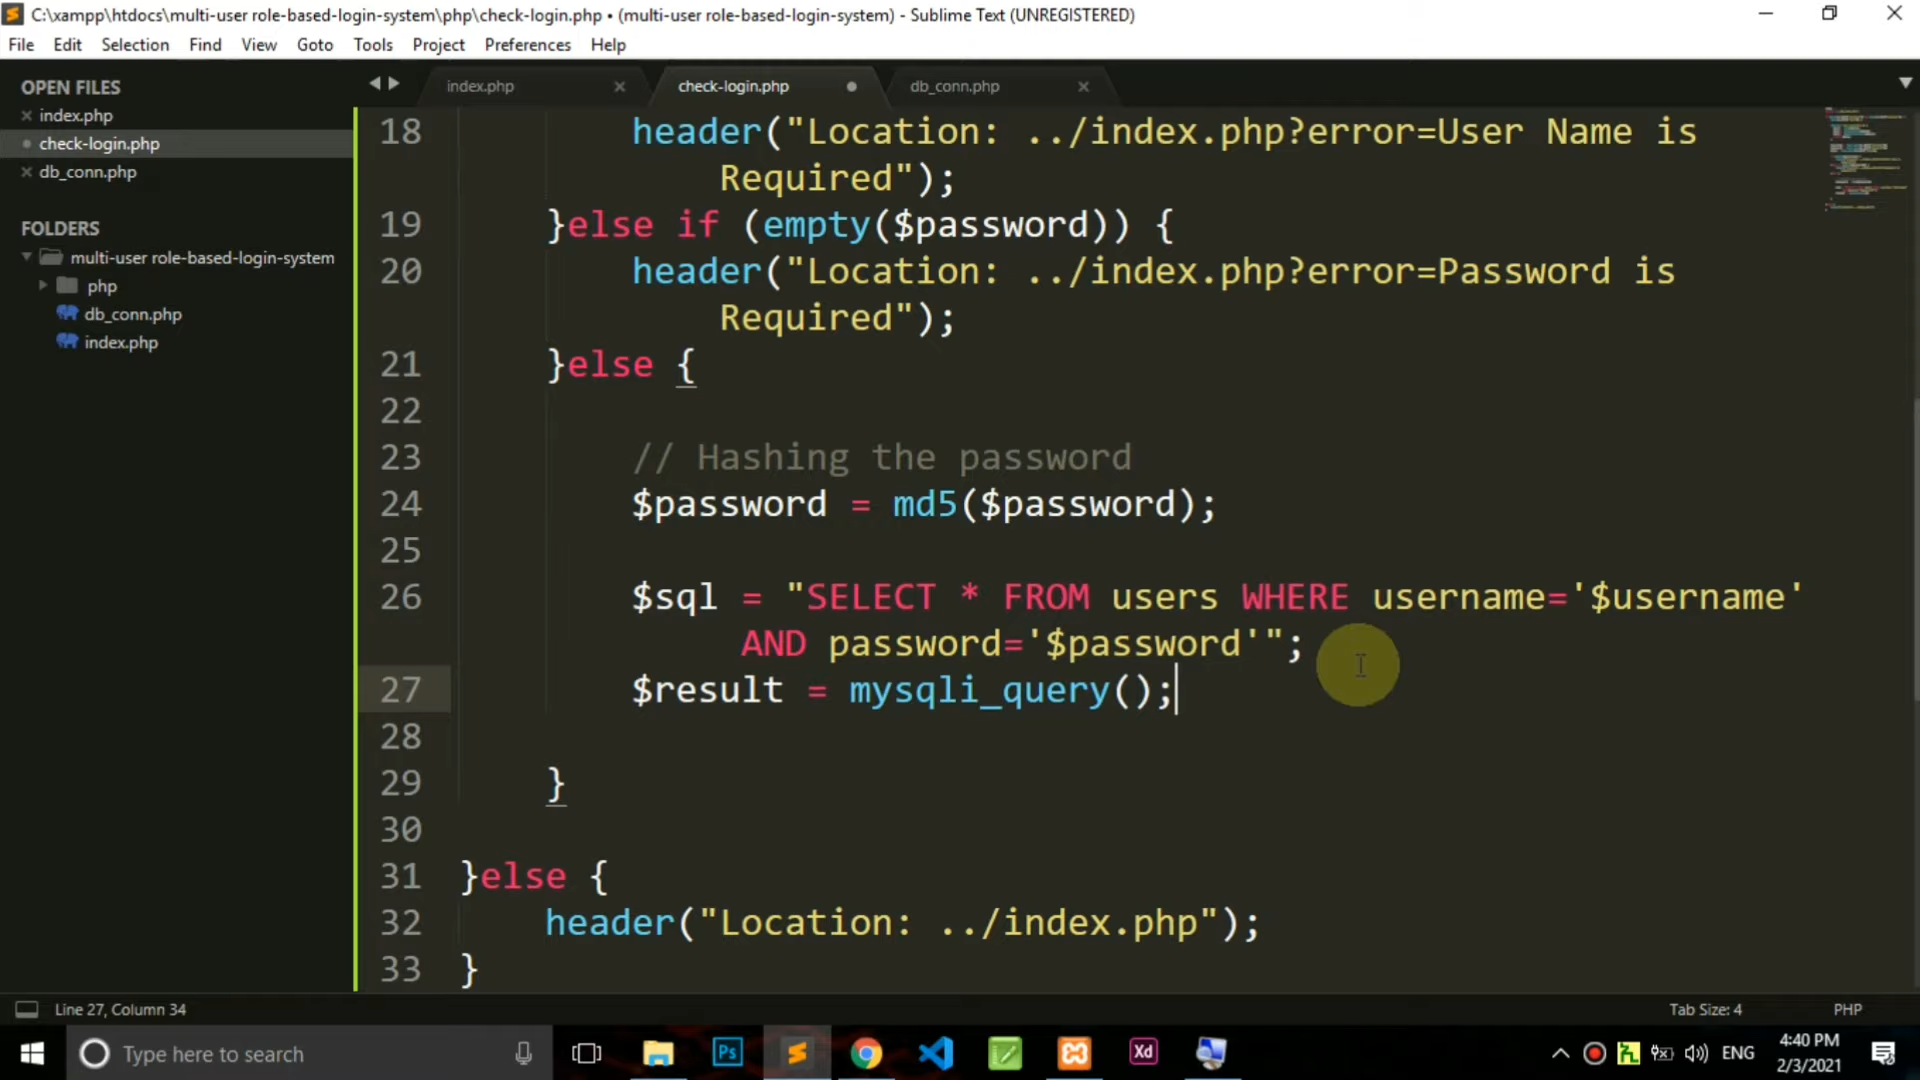 C:\xampp\htdocs\multi-user role-based-login-system\php\check-login.php • (multi-user role-based-login-system) - Sublime Text (UNREGISTERED)
File Edit Selection Find View Goto Tools Project Preferences Help
OPEN FILES
index.php
check-login.php
db_conn.php
FOLDERS
multi-user role-based-login-system
php
db_conn.php
index.php
index.php check-login.php db_conn.php
18 header("Location: ../index.php?error=User Name is
Required");
19 }else if (empty($password)) {
20 header("Location: ../index.php?error=Password is
Required");
21 }else {
22
23 // Hashing the password
24 $password = md5($password);
25
26 $sql = "SELECT * FROM users WHERE username='$username'
AND password='$password'";
27 $result = mysqli_query();
28
29 }
30
31 }else {
32 header("Location: ../index.php");
33 }
Line 27, Column 34 Tab Size: 4 PHP
Type here to search Ps Xd ENG 4:40 PM
2/3/2021